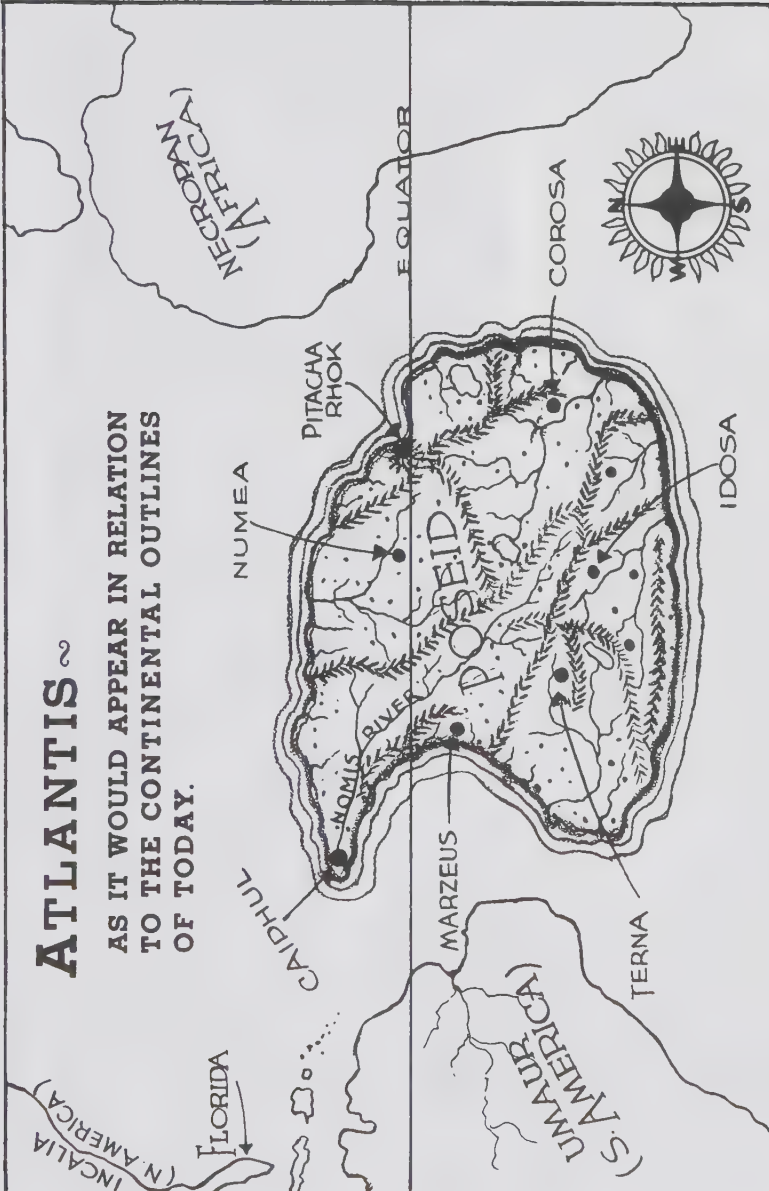 ATLANTIS ~
AS IT WOULD APPEAR IN RELATION
TO THE CONTINENTAL OUTLINES
OF TODAY.
INCALIA
(N. AMERICA)
FLORIDA
CAIPHUL
NUMEA
PITACHA
RHOK
NECROPAN
(AFRICA)
NOMIS RIVER
EQUATOR
POSEID
MARZEUS
UMAUR
(S. AMERICA)
TERNA
IDOSA
COROSA
N
W
E
S